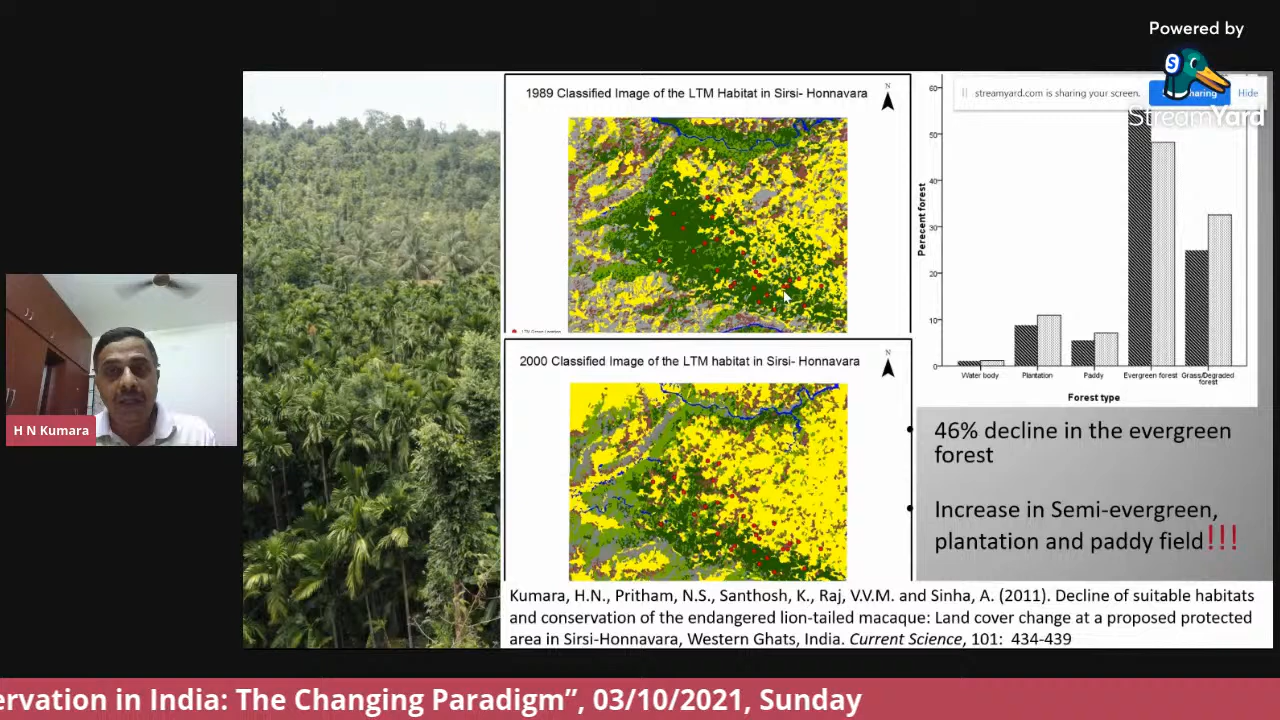 Powered by
StreamYard
streamyard.com is sharing your screen.
Hide
H N Kumara
1989 Classified Image of the LTM Habitat in Sirsi- Honnavara
N
2000 Classified Image of the LTM habitat in Sirsi- Honnavara
N
Perecent forest
60
50
40
30
20
10
0
Water body Plantation Paddy Evergreen forest Grass/Degraded
forest
Forest type
46% decline in the evergreen
forest
Increase in Semi-evergreen,
plantation and paddy field!!!
Kumara, H.N., Pritham, N.S., Santhosh, K., Raj, V.V.M. and Sinha, A. (2011). Decline of suitable habitats
and conservation of the endangered lion-tailed macaque: Land cover change at a proposed protected
area in Sirsi-Honnavara, Western Ghats, India. Current Science, 101: 434-439
ervation in India: The Changing Paradigm”, 03/10/2021, Sunday